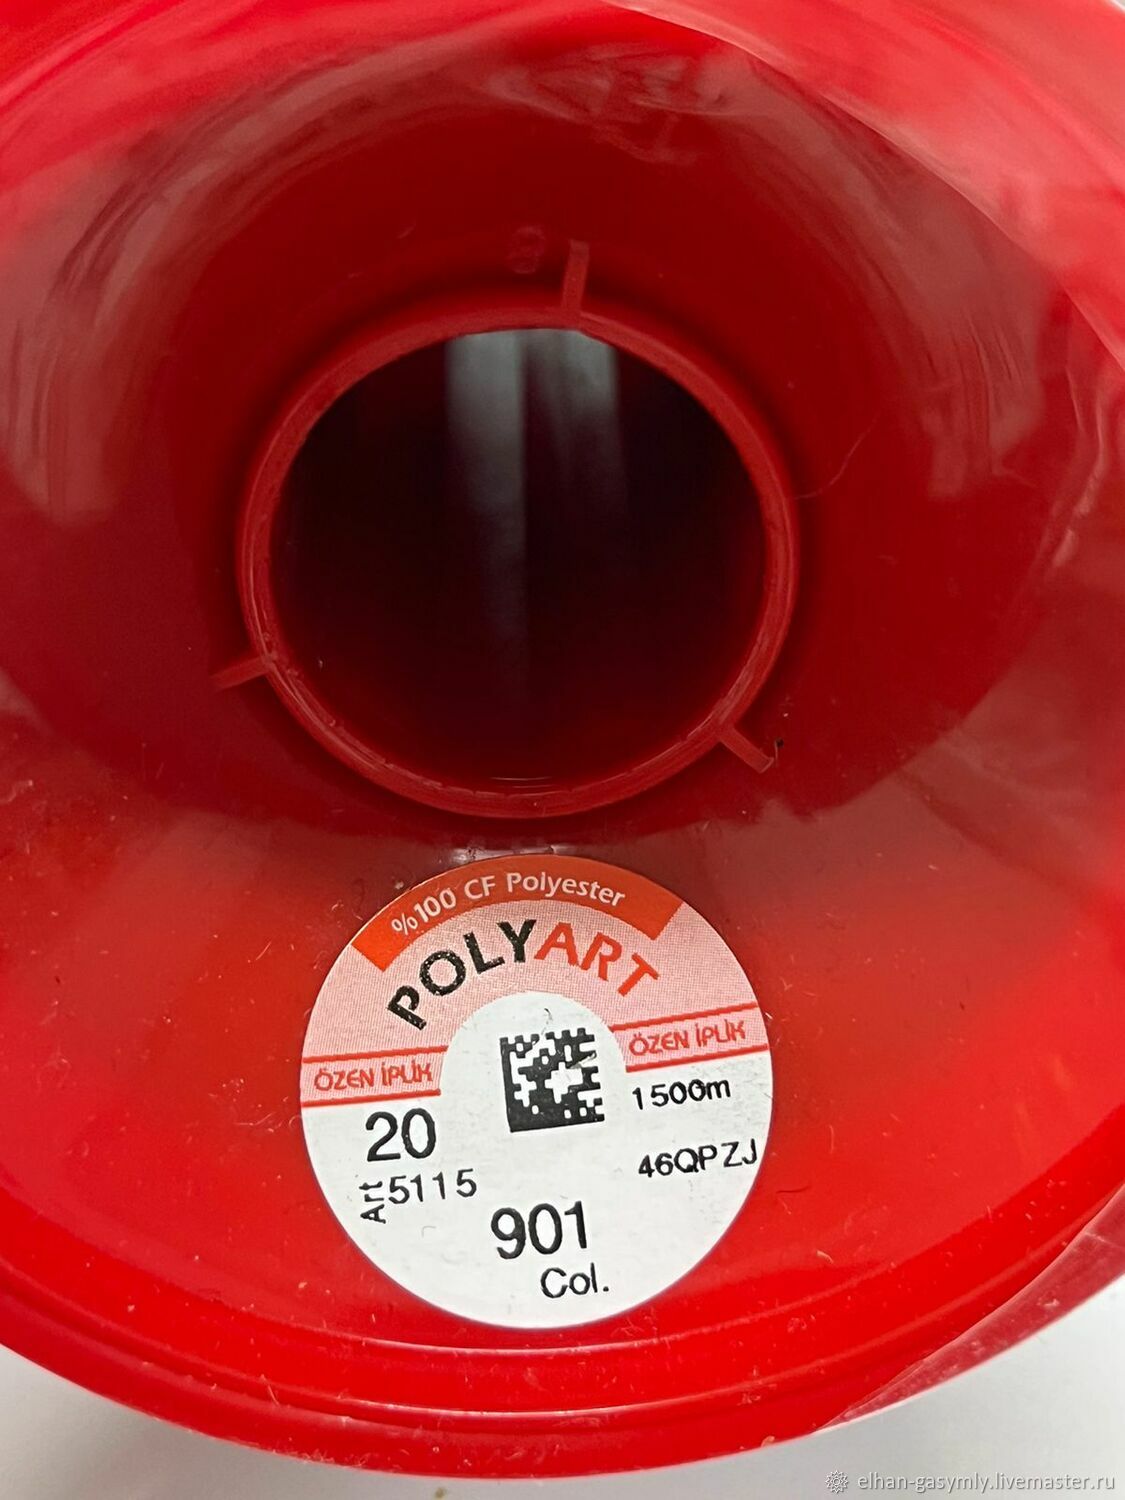 %100 CF Polyester
POLYART
ÖZEN İPLİK
ÖZEN İPLİK
20
1500m
Art 5115
46QPZJ
901
Col.
elhan-gasymly.livemaster.ru